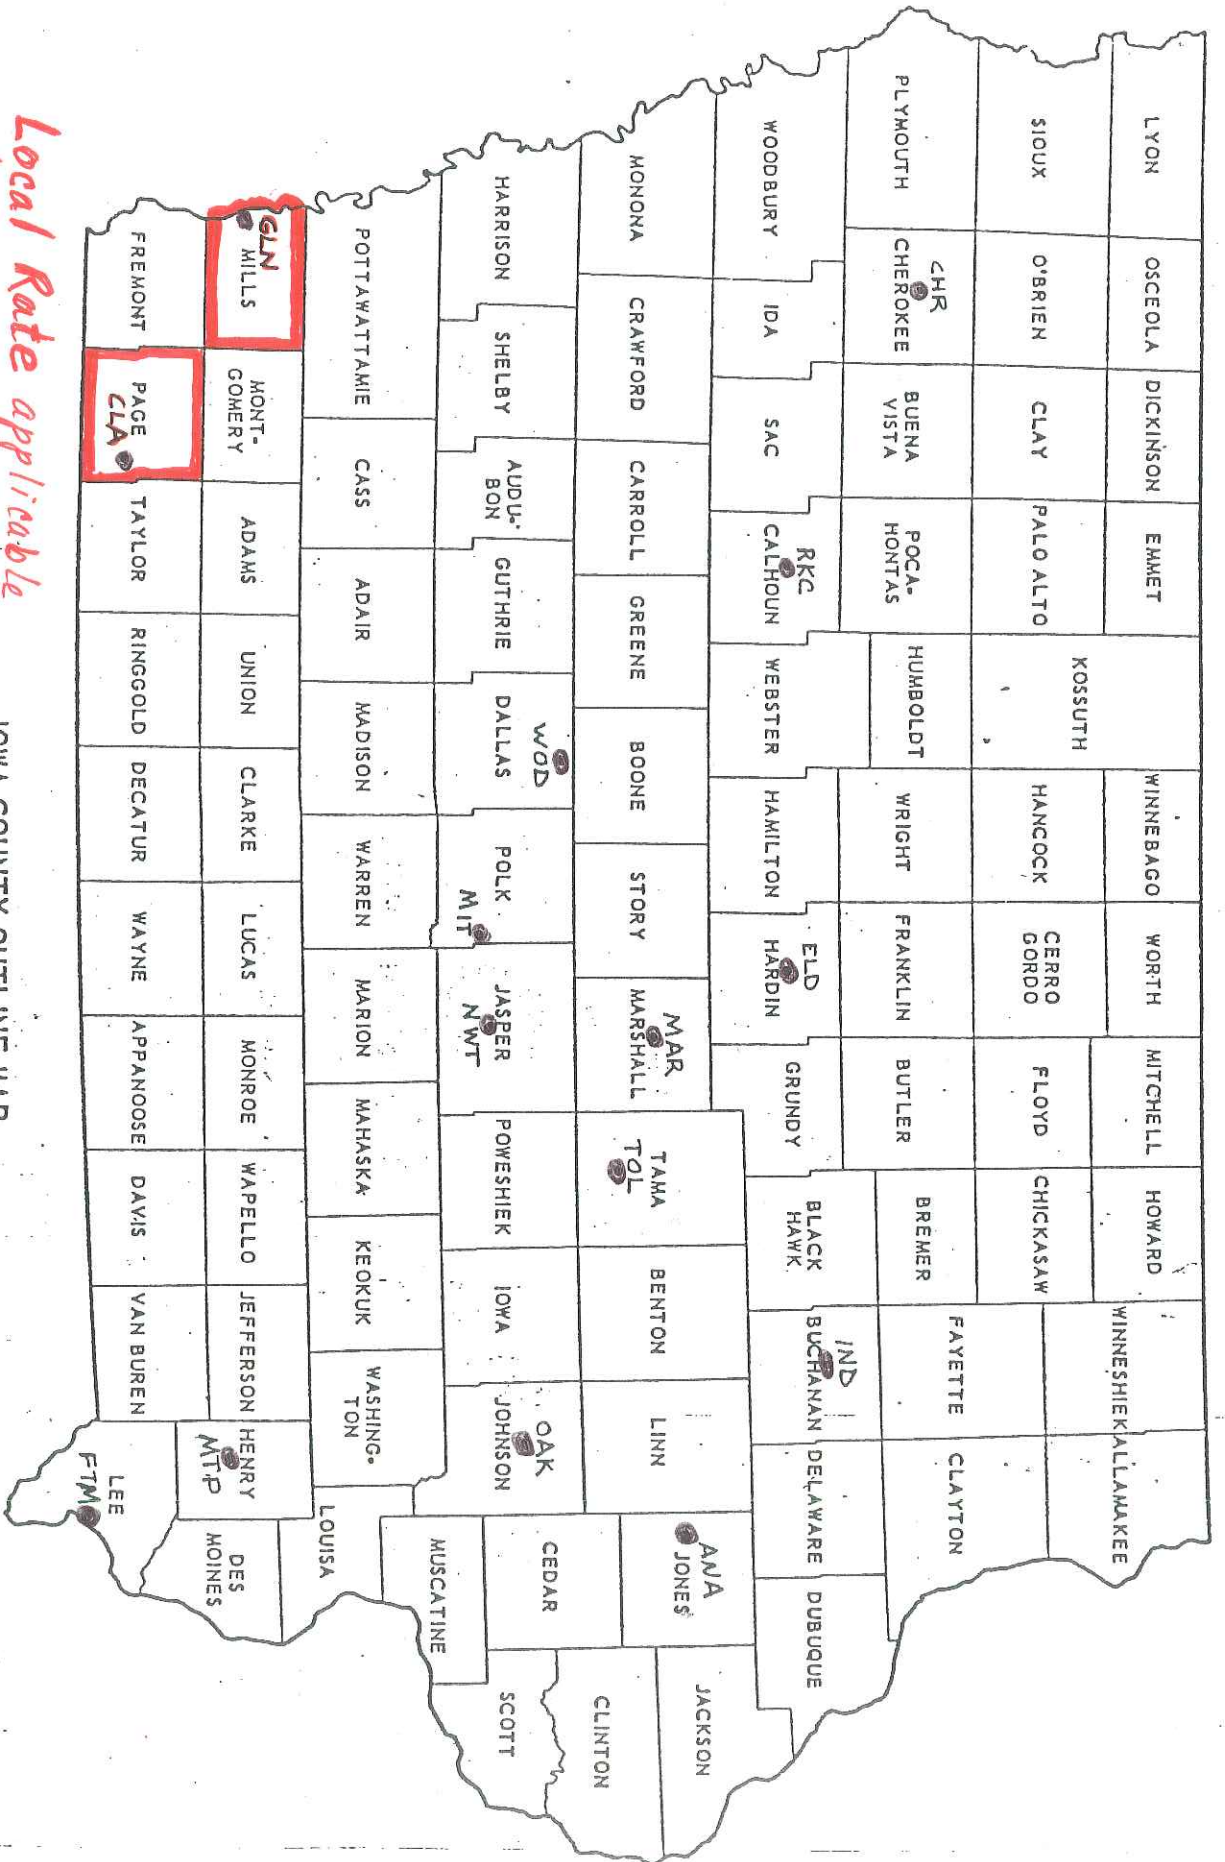 LYON
OSCEOLA
DICKINSON
EMMET
WINNEBAGO
WORTH
MITCHELL
HOWARD
WINNESHIEK
ALLAMAKEE
KOSSUTH
SIOUX
O'BRIEN
CLAY
PALO ALTO
HANCOCK
CERRO
GORDO
FLOYD
CHICKASAW
PLYMOUTH
CHR
CHEROKEE
BUENA
VISTA
POCA-
HONTAS
HUMBOLDT
WRIGHT
FRANKLIN
BUTLER
BREMER
FAYETTE
CLAYTON
WOODBURY
IDA
SAC
RKC
CALHOUN
WEBSTER
HAMILTON
ELD
HARDIN
GRUNDY
BLACK
HAWK
IND
BUCHANAN
DELAWARE
DUBUQUE
MONONA
CRAWFORD
CARROLL
GREENE
BOONE
STORY
MAR
MARSHALL
TAMA
TOL
BENTON
LINN
ANA
JONES
JACKSON
HARRISON
SHELBY
AUDU-
BON
GUTHRIE
WOD
DALLAS
POLK
MIT
JASPER
NWT
POWESHIEK
IOWA
OAK
JOHNSON
CEDAR
CLINTON
SCOTT
POTTAWATTAMIE
CASS
ADAIR
MADISON
WARREN
MARION
MAHASKA
KEOKUK
WASHING-
TON
LOUISA
MUSCATINE
GLN
MILLS
MONT-
GOMERY
ADAMS
UNION
CLARKE
LUCAS
MONROE
WAPELLO
JEFFERSON
HENRY
MTP
DES
MOINES
FREMONT
PAGE
CLA
TAYLOR
RINGGOLD
DECATUR
WAYNE
APPANOOSE
DAVIS
VAN BUREN
LEE
FTM
Local Rate applicable
IOWA COUNTY OUTLINE MAP